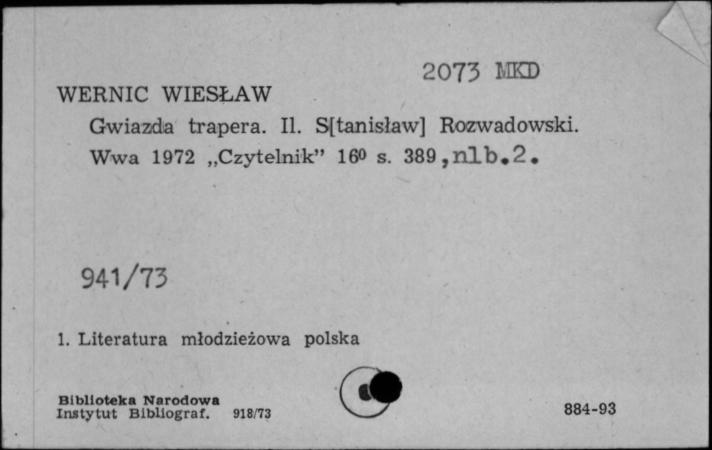 2073 MKD
WERNIC WIESŁAW
Gwiazda trapera. Il. S[tanisław] Rozwadowski.
Wwa 1972 „Czytelnik” 16⁰ s. 389,nlb.2.
941/73
1. Literatura młodzieżowa polska
Biblioteka Narodowa
Instytut Bibliograf. 918/73
884-93